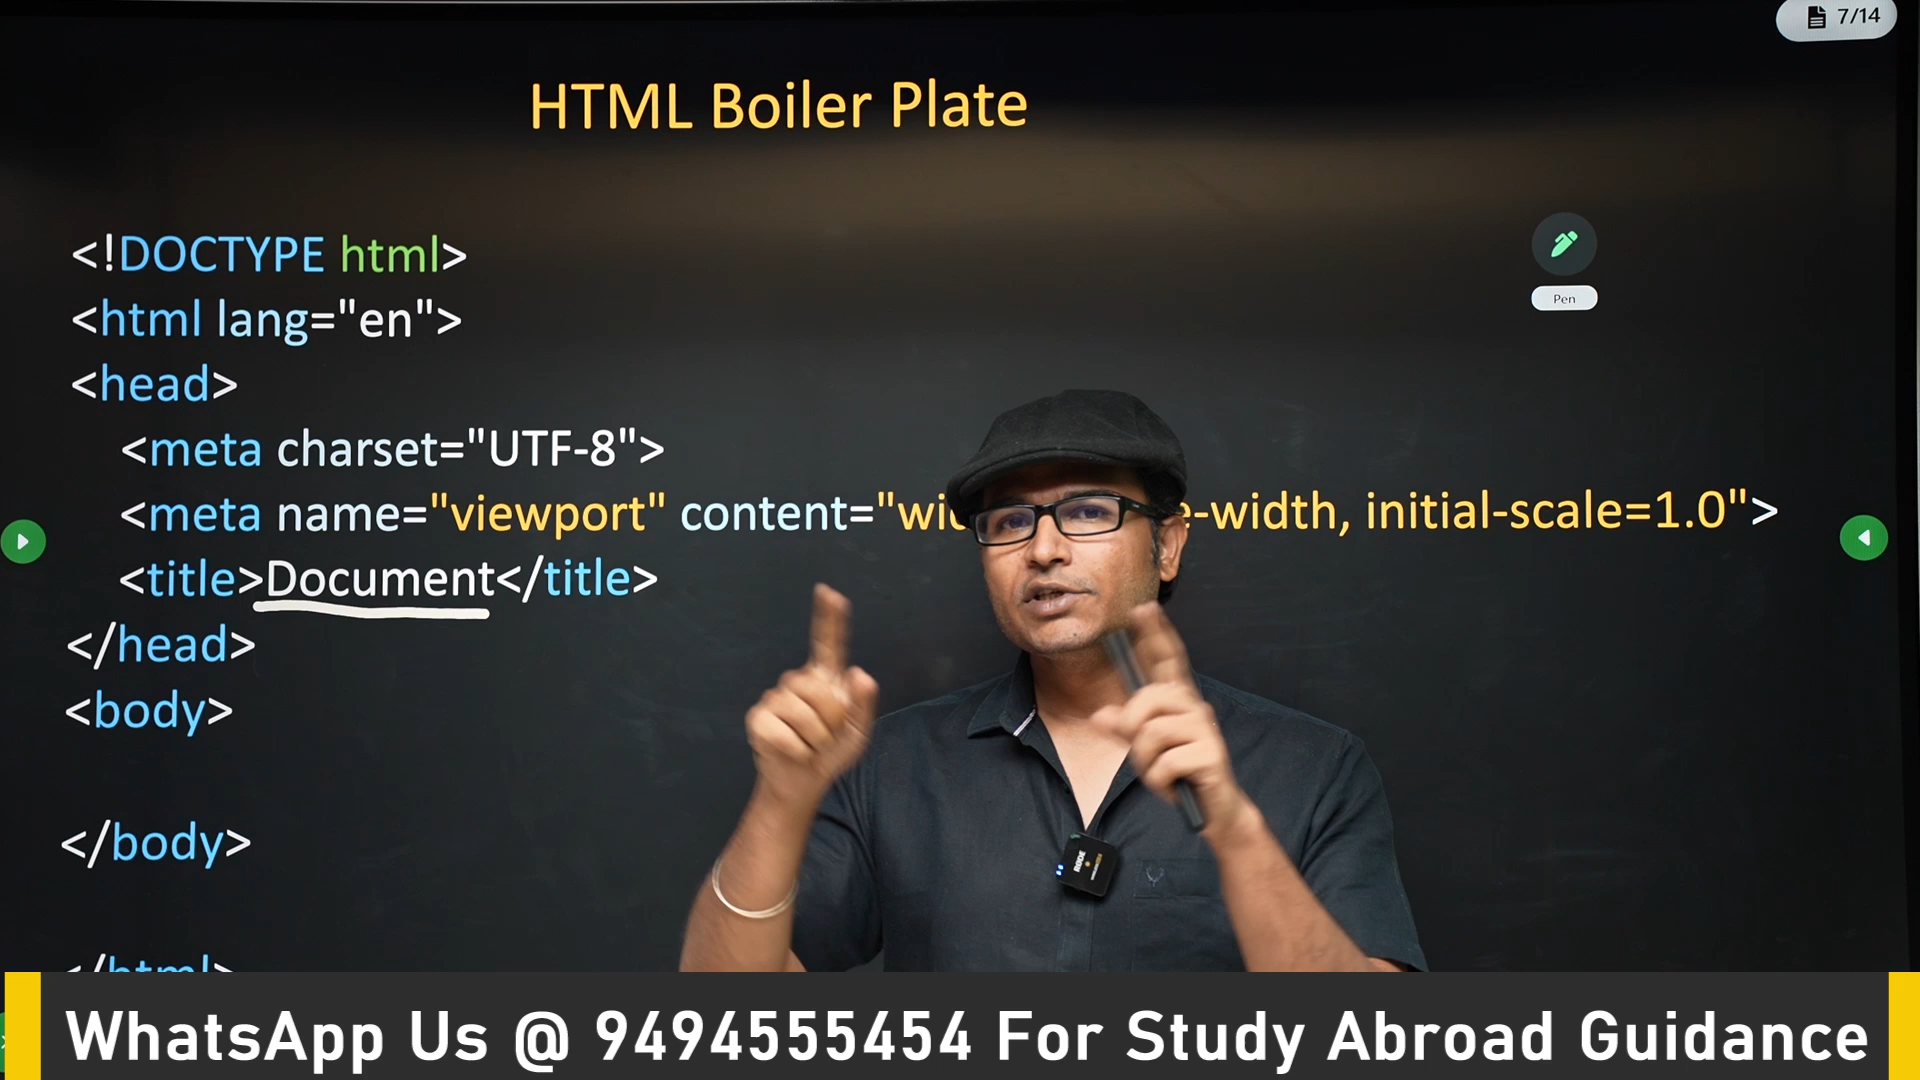 7/14
HTML Boiler Plate
<!DOCTYPE html>
<html lang="en">
<head>
<meta charset="UTF-8">
<meta name="viewport" content="wi e-width, initial-scale=1.0">
<title>Document</title>
</head>
<body>
</body>
</html>
Pen
RØDE
WhatsApp Us @ 9494555454 For Study Abroad Guidance